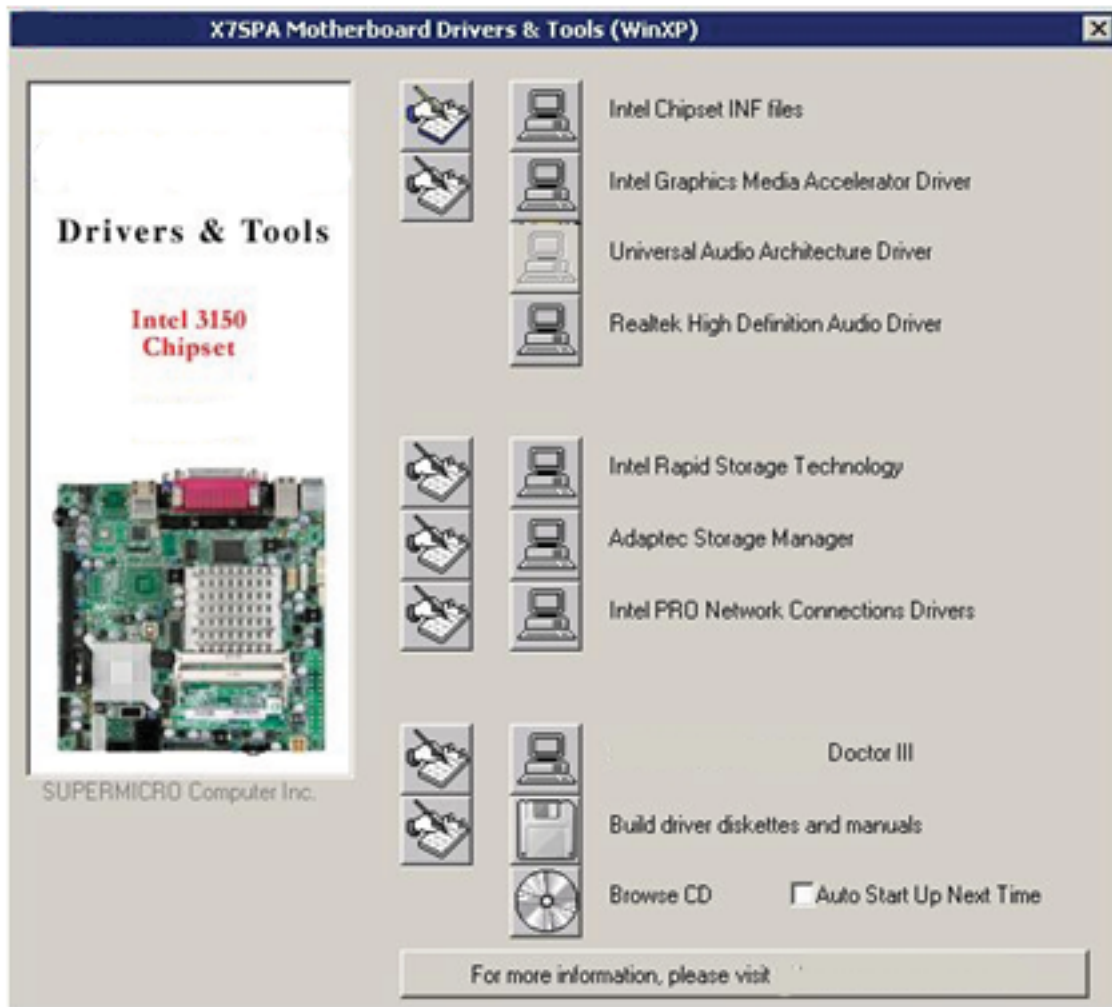 X7SPA Motherboard Drivers & Tools (WinXP)
Drivers & Tools
Intel 3150
Chipset
SUPERMICRO Computer Inc.
Intel Chipset INF files
Intel Graphics Media Accelerator Driver
Universal Audio Architecture Driver
Realtek High Definition Audio Driver
Intel Rapid Storage Technology
Adaptec Storage Manager
Intel PRO Network Connections Drivers
Doctor III
Build driver diskettes and manuals
Browse CD
Auto Start Up Next Time
For more information, please visit